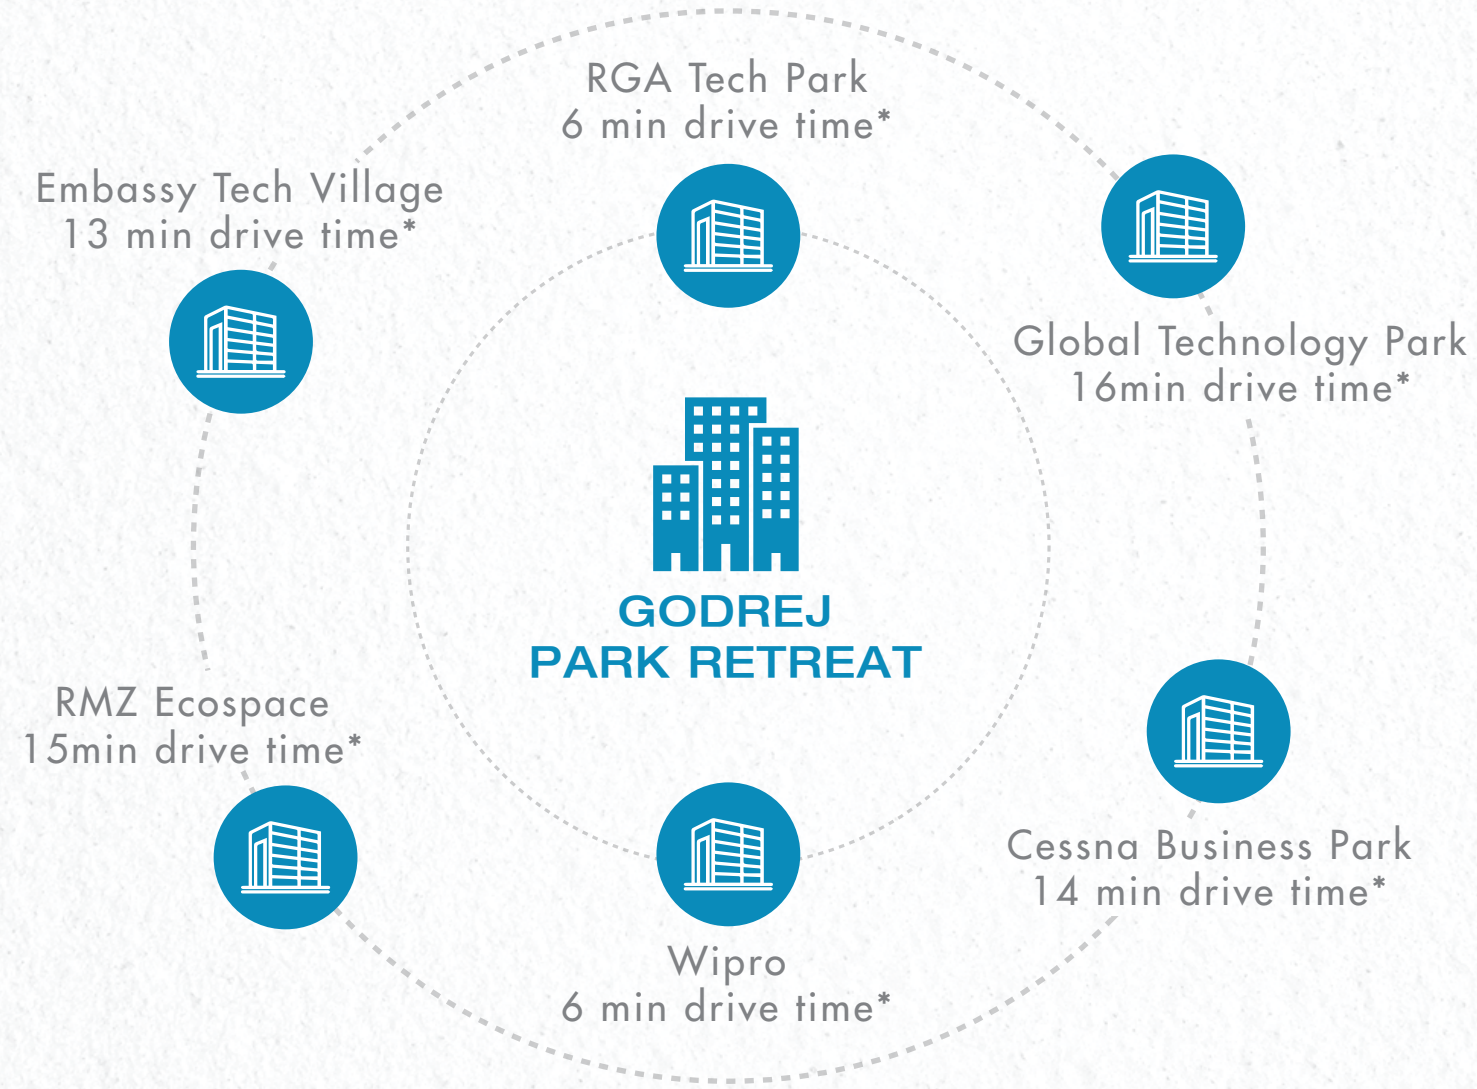 RGA Tech Park
6 min drive time*
Embassy Tech Village
13 min drive time*
Global Technology Park
16min drive time*
GODREJ
PARK RETREAT
RMZ Ecospace
15min drive time*
Cessna Business Park
14 min drive time*
Wipro
6 min drive time*